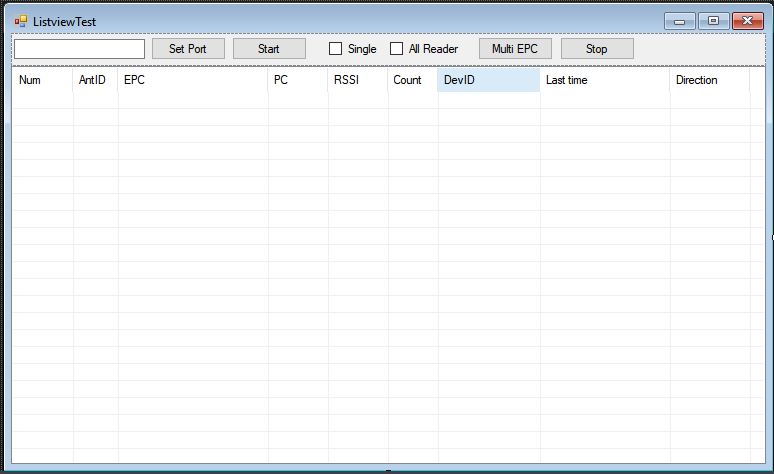 ListviewTest
Set Port Start Single All Reader Multi EPC Stop
Num AntID EPC PC RSSI Count DevID Last time Direction